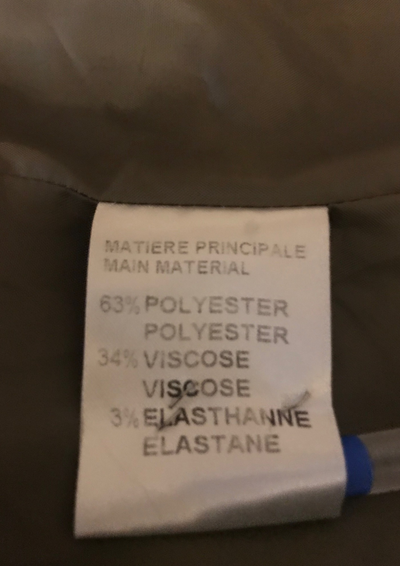 MATIERE PRINCIPALE
MAIN MATERIAL
63% POLYESTER
POLYESTER
34% VISCOSE
VISCOSE
3% ELASTHANNE
ELASTANE